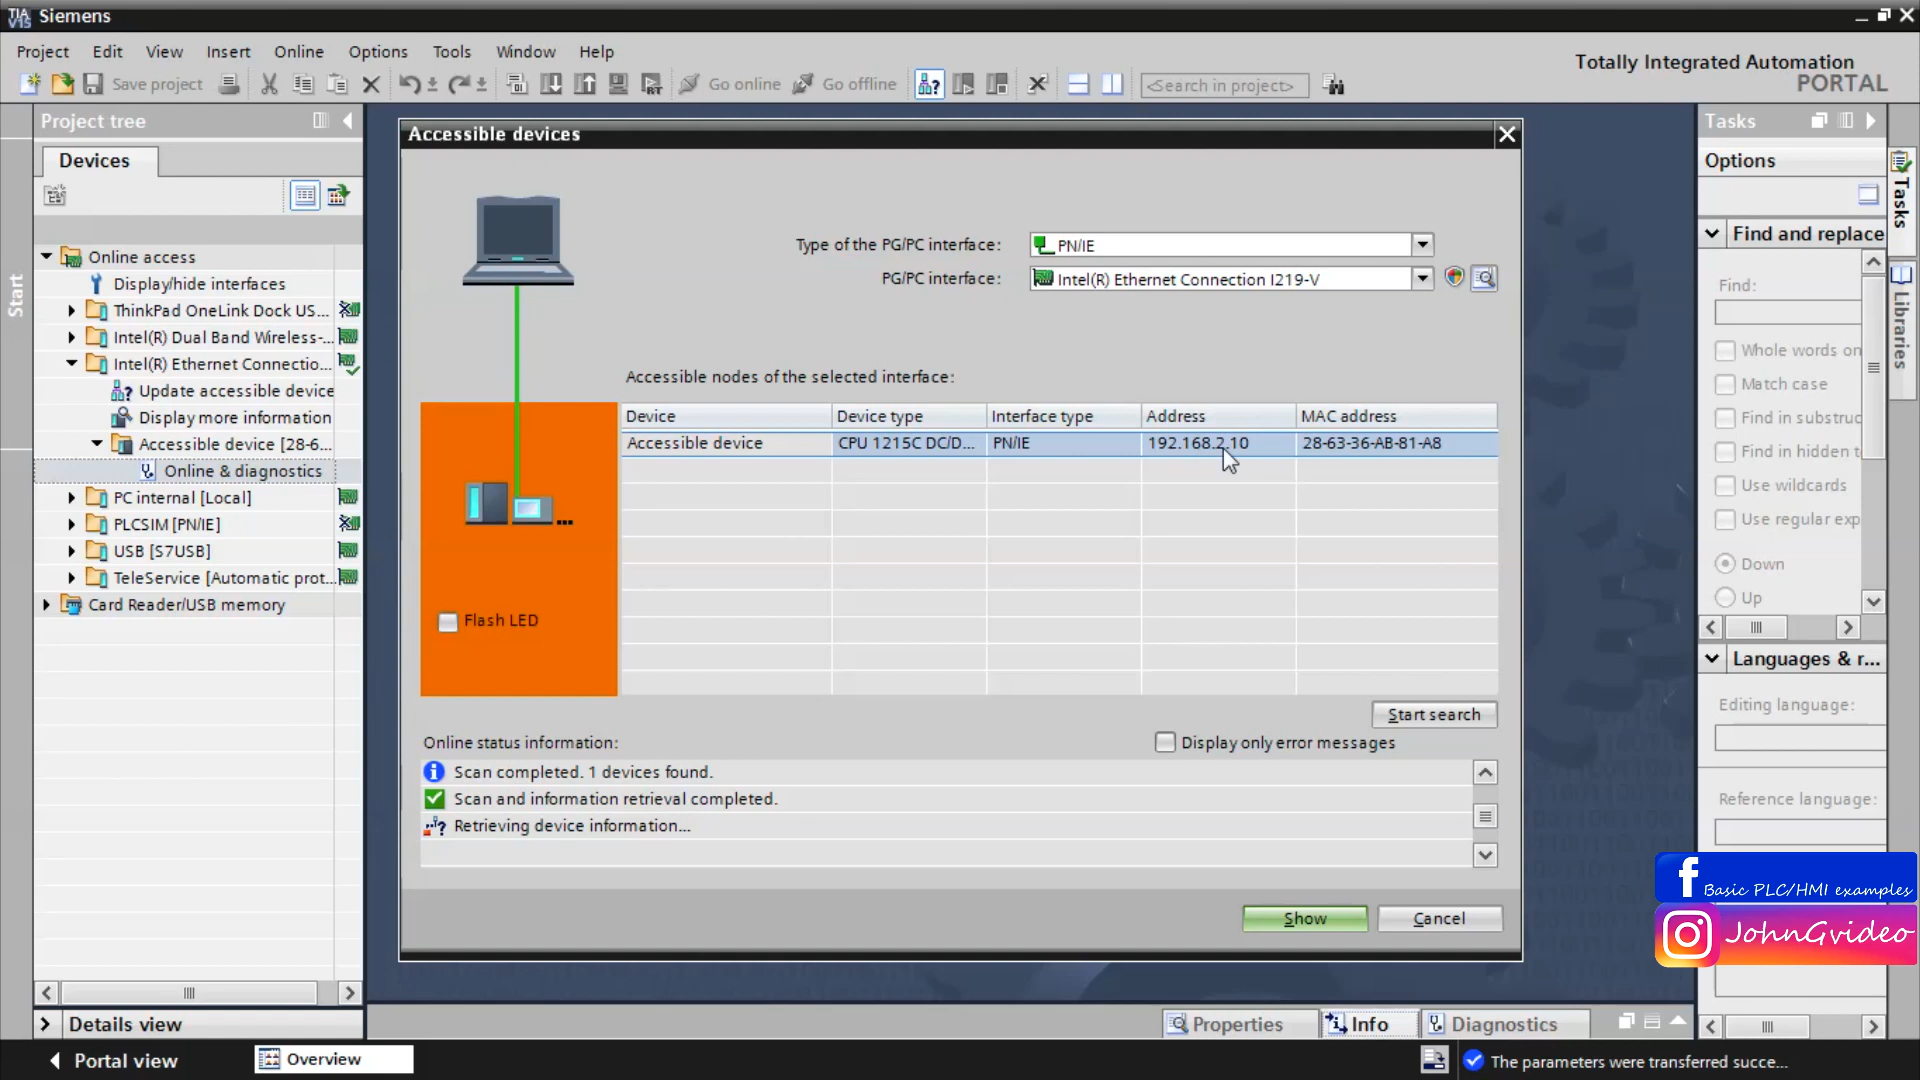 TIA
V15
Siemens
Project Edit View Insert Online Options Tools Window Help
Totally Integrated Automation
PORTAL
Save project
Go online
Go offline
<Search in project>
Project tree
Devices
Start
Online access
Display/hide interfaces
ThinkPad OneLink Dock US...
Intel(R) Dual Band Wireless-...
Intel(R) Ethernet Connectio...
Update accessible device
Display more information
Accessible device [28-6...
Online & diagnostics
PC internal [Local]
PLCSIM [PN/IE]
USB [S7USB]
TeleService [Automatic prot...
Card Reader/USB memory
Details view
Accessible devices
Type of the PG/PC interface: PN/IE
PG/PC interface: Intel(R) Ethernet Connection I219-V
Accessible nodes of the selected interface:
Device Device type Interface type Address MAC address
Accessible device CPU 1215C DC/D... PN/IE 192.168.2.10 28-63-36-AB-81-A8
Flash LED
Start search
Online status information:
Display only error messages
Scan completed. 1 devices found.
Scan and information retrieval completed.
Retrieving device information...
Show Cancel
Tasks
Options
Find and replace
Find:
Whole words on
Match case
Find in substruc
Find in hidden t
Use wildcards
Use regular exp
Down
Up
Languages & r...
Editing language:
Reference language:
Tasks
Libraries
f Basic PLC/HMI examples
JohnGvideo
Properties Info Diagnostics
Portal view
Overview
The parameters were transferred succe...